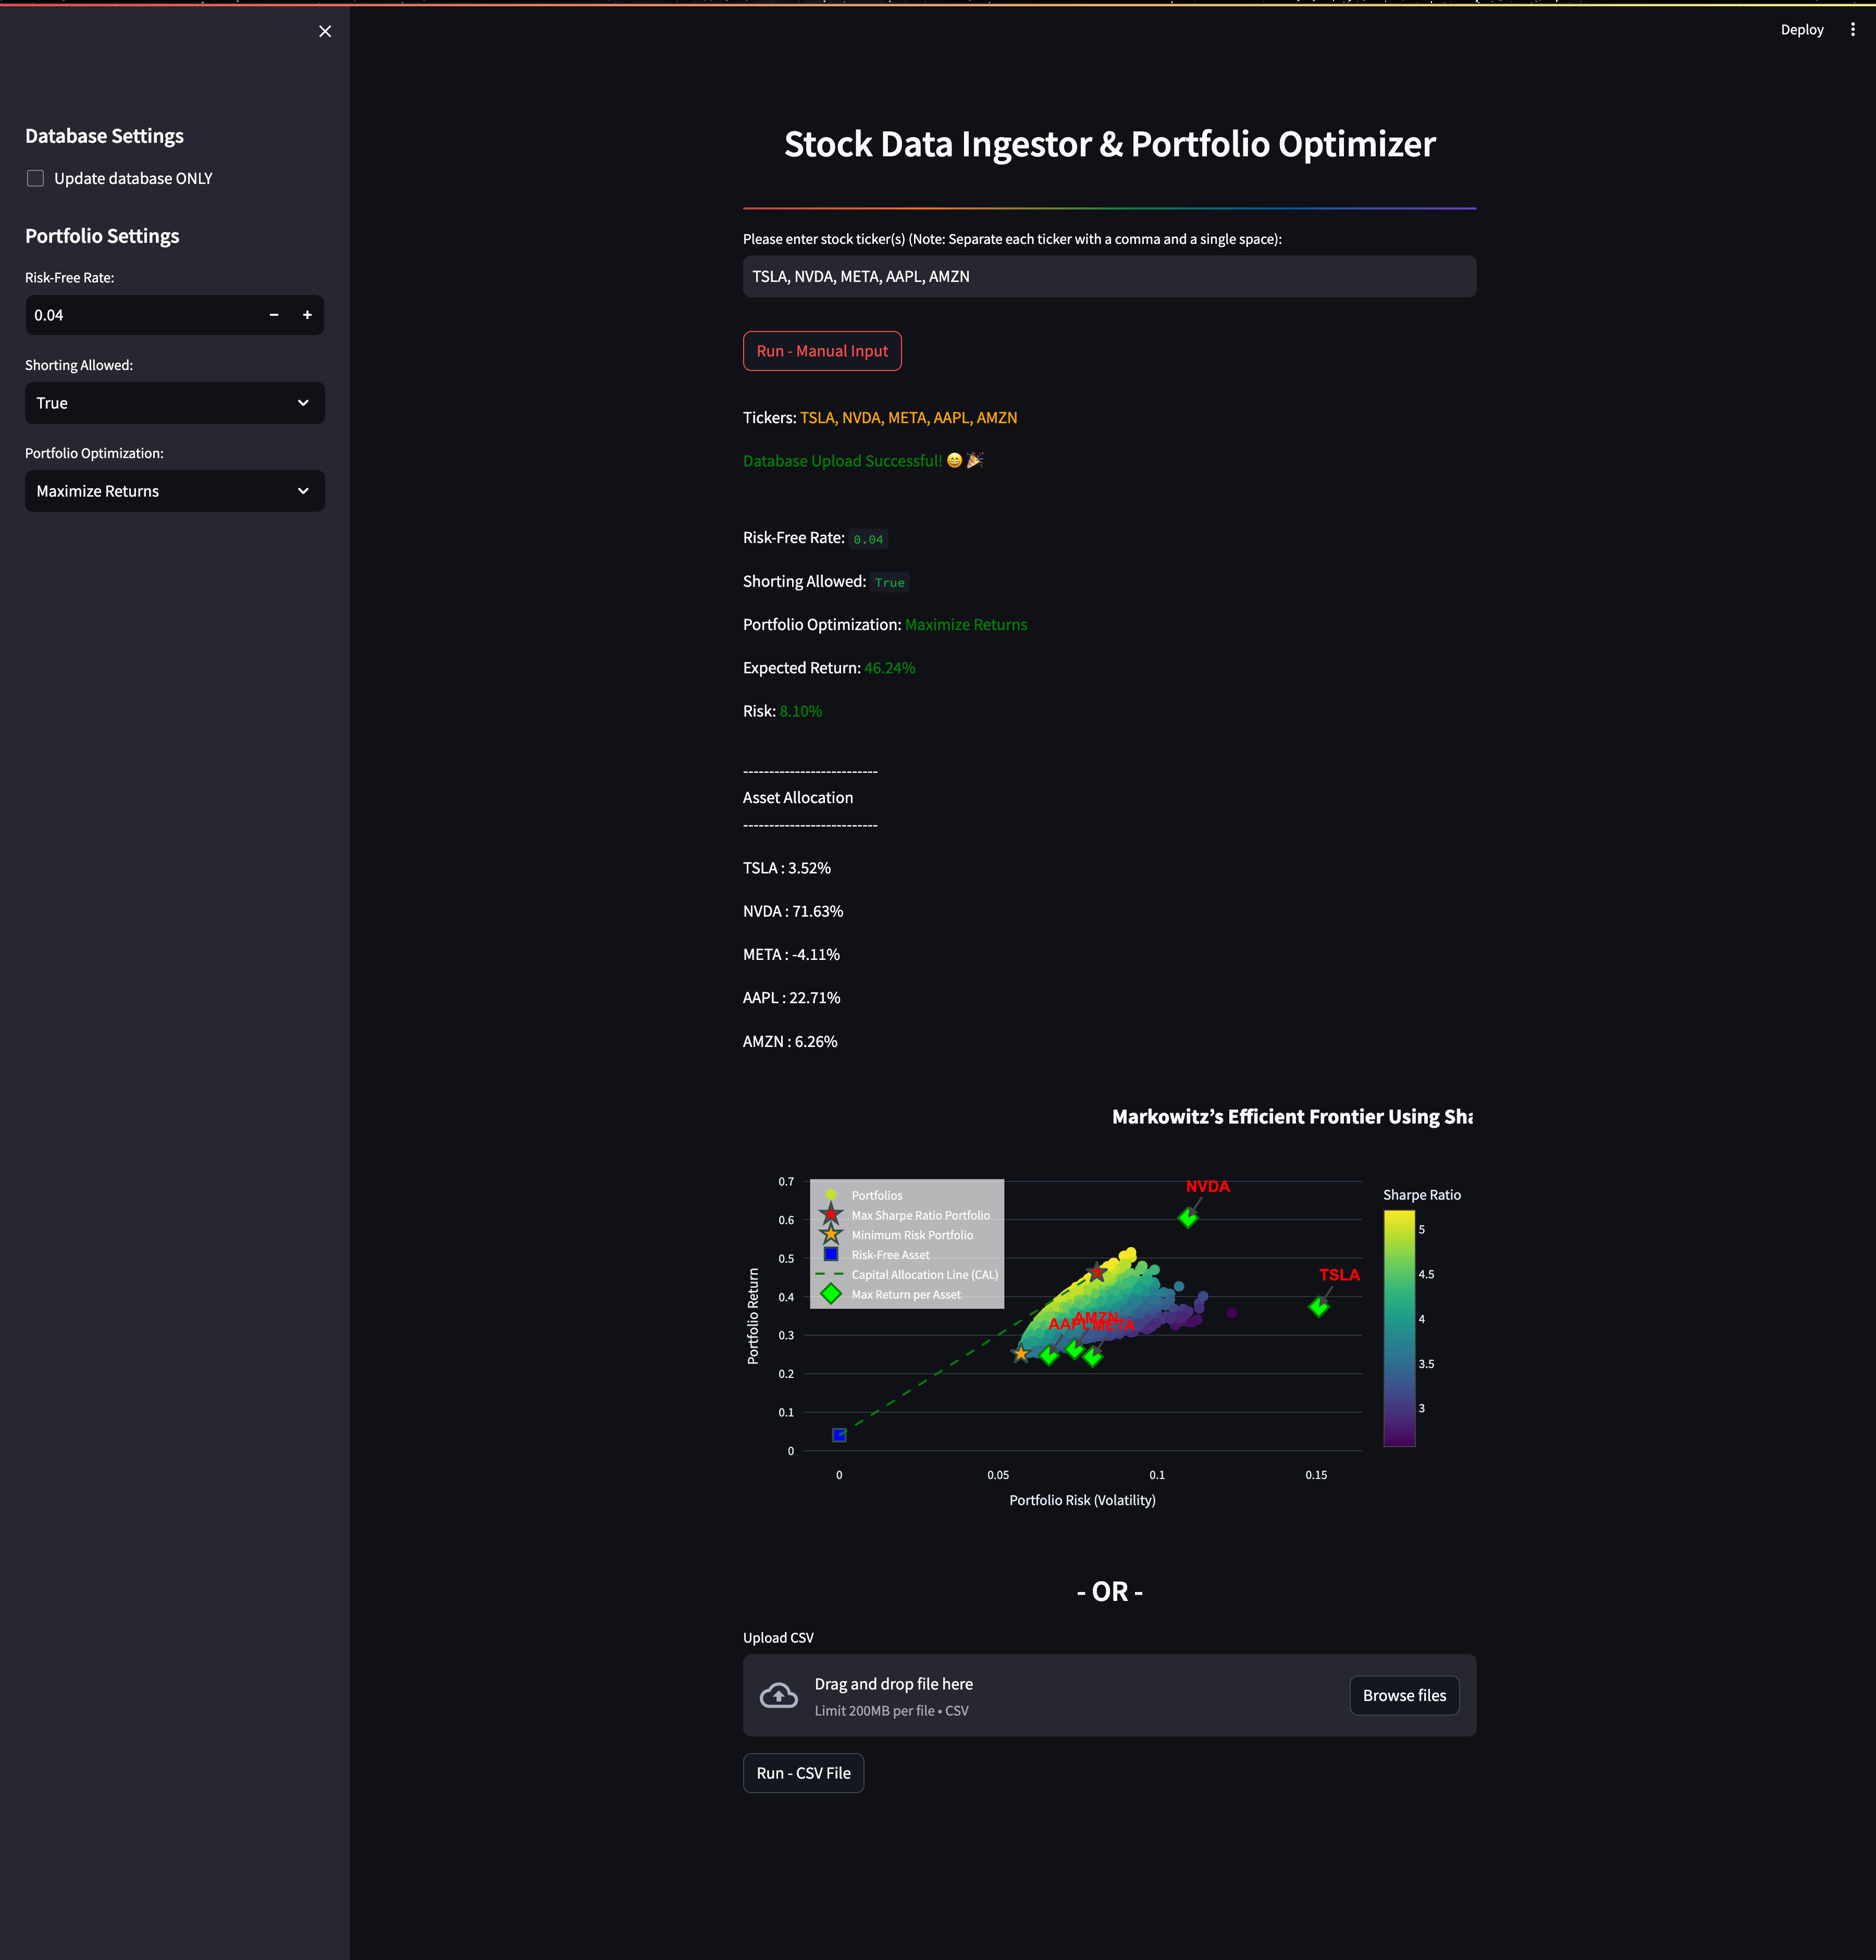 Deploy
Database Settings
Update database ONLY
Portfolio Settings
Risk-Free Rate:
0.04
Shorting Allowed:
True
Portfolio Optimization:
Maximize Returns
Stock Data Ingestor & Portfolio Optimizer
Please enter stock ticker(s) (Note: Separate each ticker with a comma and a single space):
TSLA, NVDA, META, AAPL, AMZN
Run - Manual Input
Tickers: TSLA, NVDA, META, AAPL, AMZN
Database Upload Successful! 😄 🎉
Risk-Free Rate: 0.04
Shorting Allowed: True
Portfolio Optimization: Maximize Returns
Expected Return: 46.24%
Risk: 8.10%
--------------------------
Asset Allocation
--------------------------
TSLA : 3.52%
NVDA : 71.63%
META : -4.11%
AAPL : 22.71%
AMZN : 6.26%
Markowitz’s Efficient Frontier Using Sha
Portfolios
Max Sharpe Ratio Portfolio
Minimum Risk Portfolio
Risk-Free Asset
Capital Allocation Line (CAL)
Max Return per Asset
NVDA
TSLA
AMZN
AAPL
META
Sharpe Ratio
5
4.5
4
3.5
3
Portfolio Return
0.7
0.6
0.5
0.4
0.3
0.2
0.1
0
0
0.05
0.1
0.15
Portfolio Risk (Volatility)
- OR -
Upload CSV
Drag and drop file here
Limit 200MB per file • CSV
Browse files
Run - CSV File